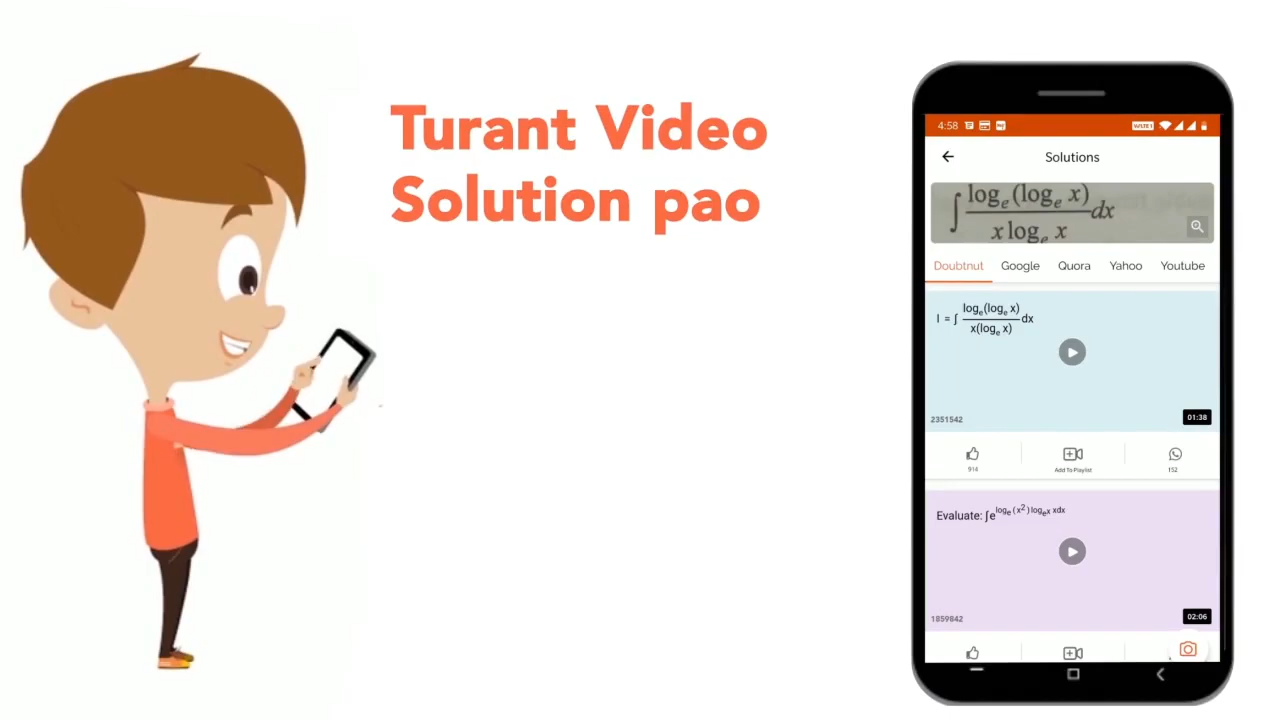 Turant Video
Solution pao
4:58
VoLTE1
Solutions
∫ logₑ(logₑ x) / x logₑ x dx
Doubtnut Google Quora Yahoo Youtube
I = ∫ logₑ(logₑ x) / x(logₑ x) dx
2351542 01:38
914 Add To Playlist 152
Evaluate: ∫e^logₑ(x²)logₑx xdx
1859842 02:06